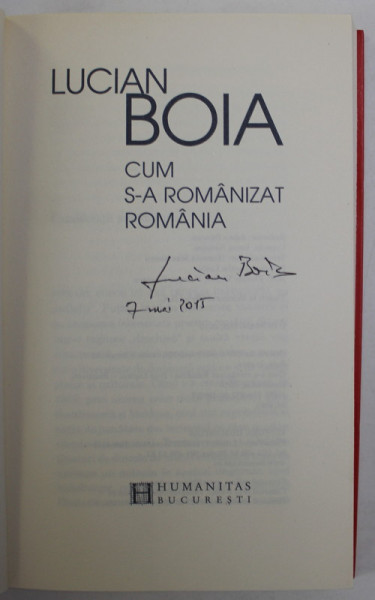 LUCIAN
BOIA
CUM
S-A ROMÂNIZAT
ROMÂNIA
Lucian Boia
7 mai 2015
H HUMANITAS
BUCUREȘTI